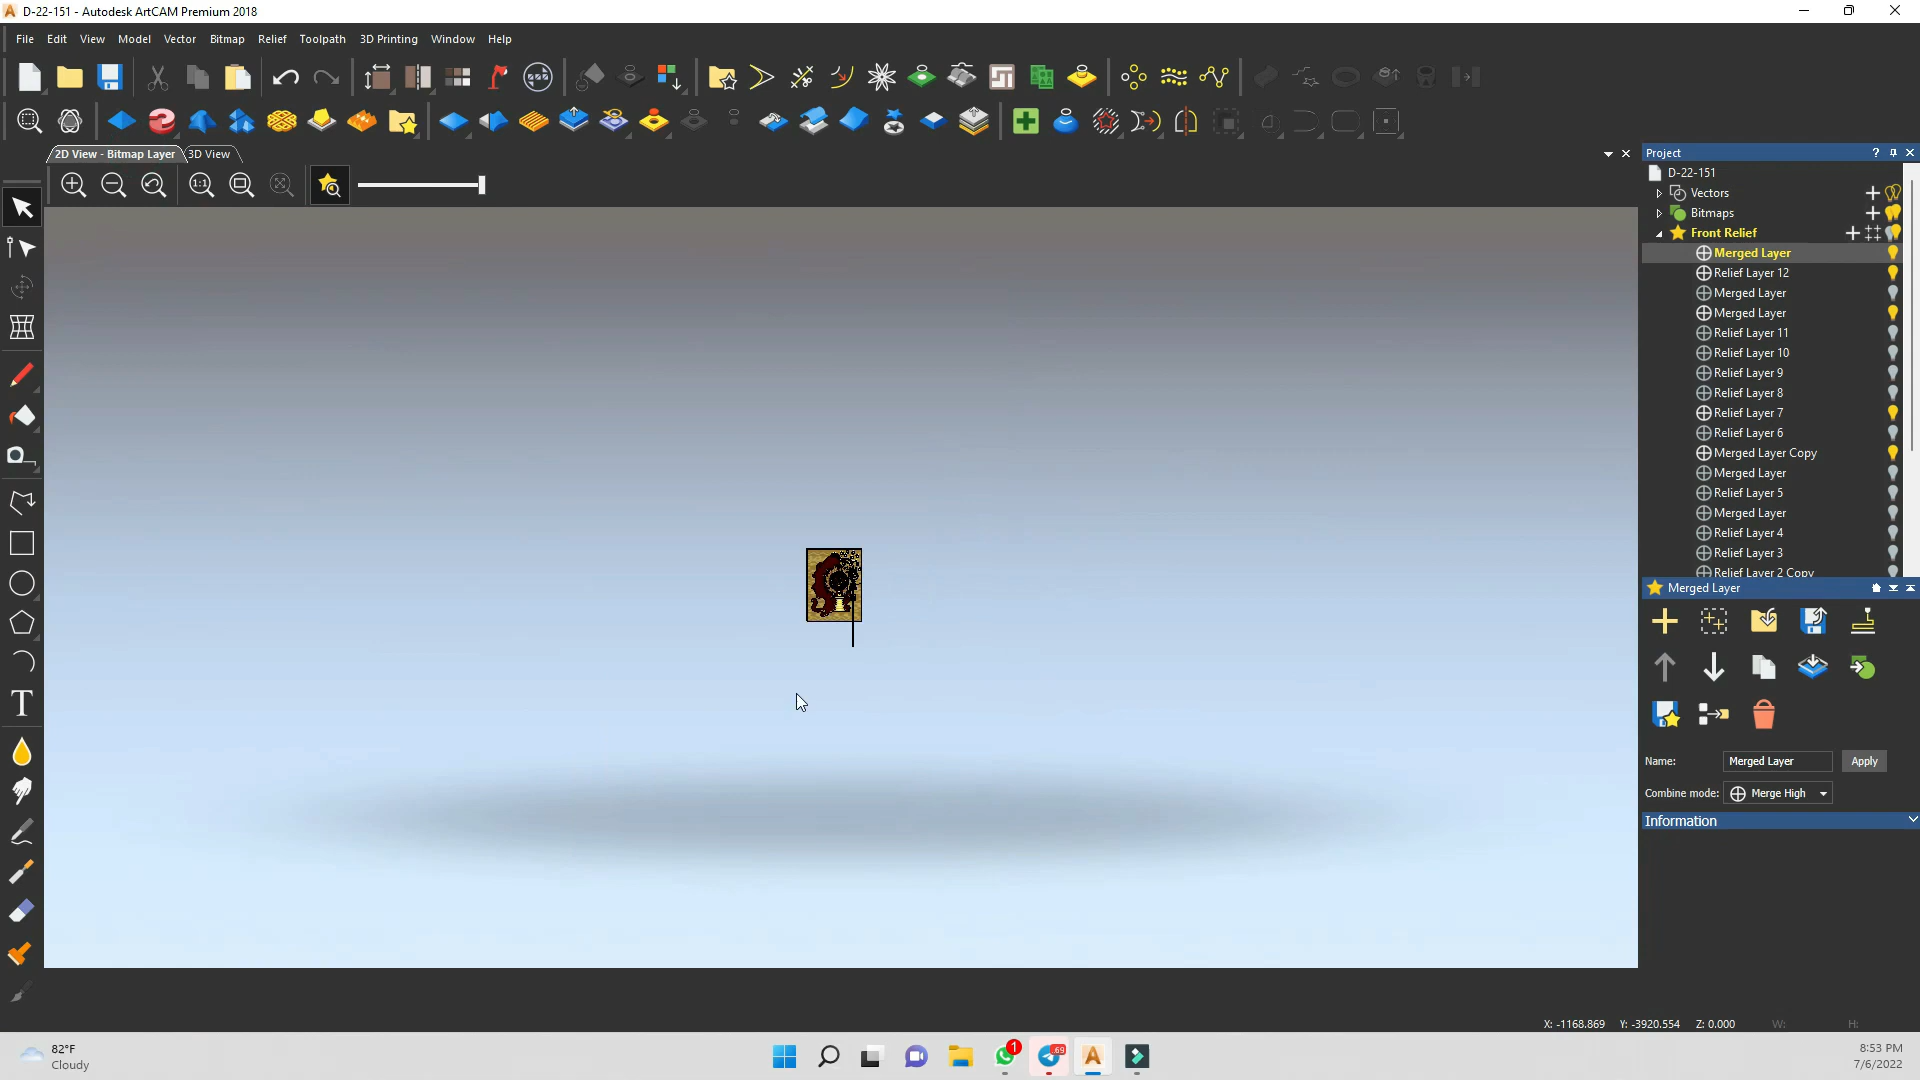 D-22-151 - Autodesk ArtCAM Premium 2018
File Edit View Model Vector Bitmap Relief Toolpath 3D Printing Window Help
2D View - Bitmap Layer 3D View
1:1
Project
D-22-151
Vectors
Bitmaps
Front Relief
Merged Layer
Relief Layer 12
Merged Layer
Merged Layer
Relief Layer 11
Relief Layer 10
Relief Layer 9
Relief Layer 8
Relief Layer 7
Relief Layer 6
Merged Layer Copy
Merged Layer
Relief Layer 5
Merged Layer
Relief Layer 4
Relief Layer 3
Relief Layer 2 Copy
Merged Layer
Name: Merged Layer Apply
Combine mode: Merge High
Information
X: -1168.869 Y: -3920.554 Z: 0.000 W: H:
82°F
Cloudy
1
69
8:53 PM
7/6/2022